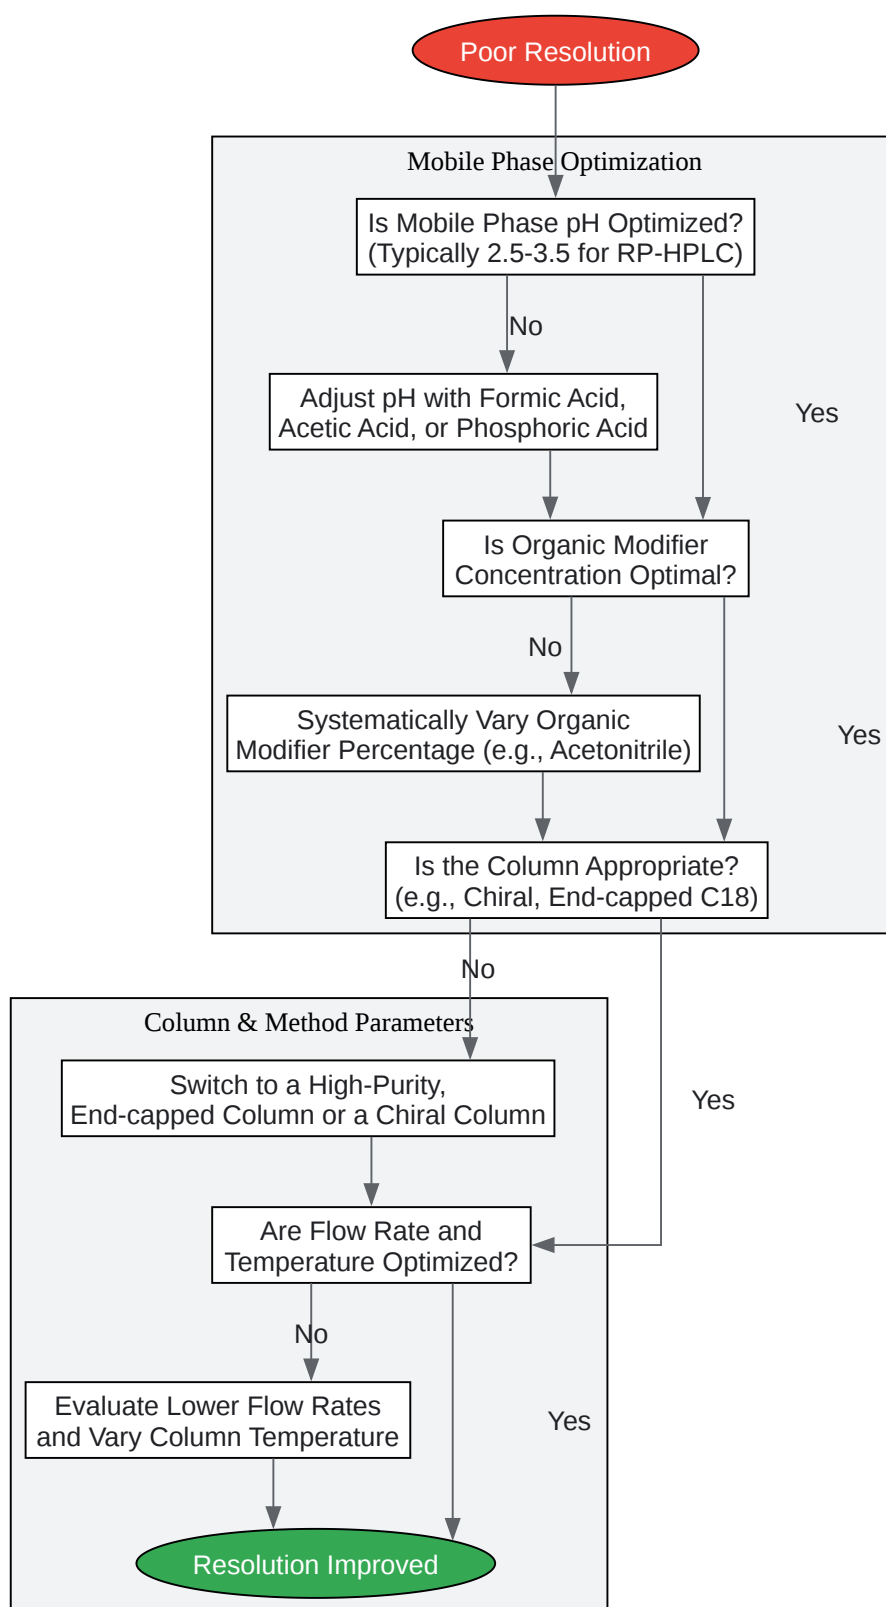 Poor Resolution
Mobile Phase Optimization
Is Mobile Phase pH Optimized?
(Typically 2.5-3.5 for RP-HPLC)
No
Adjust pH with Formic Acid,
Acetic Acid, or Phosphoric Acid
Yes
Is Organic Modifier
Concentration Optimal?
No
Systematically Vary Organic
Modifier Percentage (e.g., Acetonitrile)
Yes
Is the Column Appropriate?
(e.g., Chiral, End-capped C18)
No
Column & Method Parameters
Switch to a High-Purity,
End-capped Column or a Chiral Column
Yes
Are Flow Rate and
Temperature Optimized?
No
Evaluate Lower Flow Rates
and Vary Column Temperature
Yes
Resolution Improved